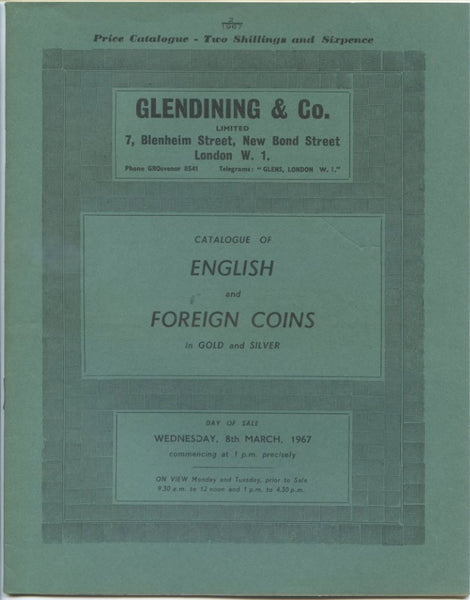 2
1967
Price Catalogue - Two Shillings and Sixpence
GLENDINING & Co.
LIMITED
7, Blenheim Street, New Bond Street
London W. 1.
Phone GROsvenor 8541 Telegrams: "GLENS, LONDON W. 1."
CATALOGUE OF
ENGLISH
and
FOREIGN COINS
in GOLD and SILVER
DAY OF SALE
WEDNESDAY, 8th MARCH, 1967
commencing at 1 p.m. precisely
ON VIEW Monday and Tuesday, prior to Sale
9.30 a.m. to 12 noon and 1 p.m. to 4.30 p.m.